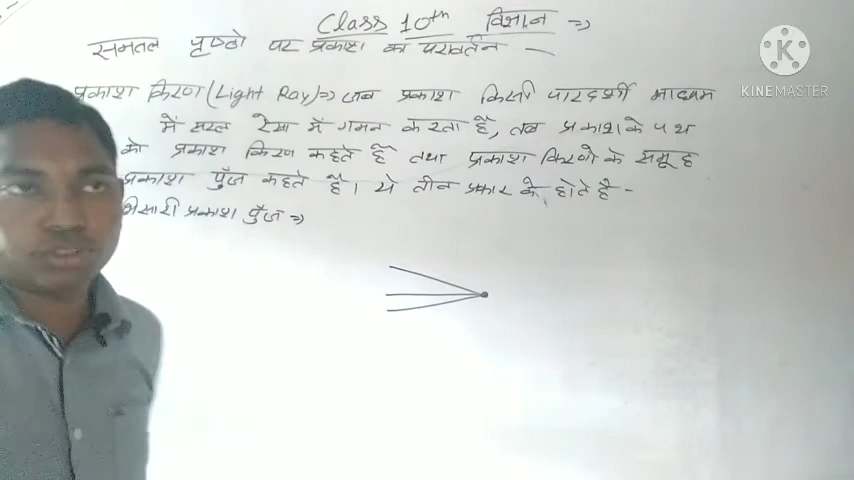 Class 10th विज्ञान ⇒
समतल पृष्ठो पर प्रकाश का परावर्तन —
प्रकाश किरण (Light Ray) ⇒ जब प्रकाश किसी पारदर्शी माध्यम
में सरल रेखा में गमन करता है, तब प्रकाश के पथ
को प्रकाश किरण कहते हैं तथा प्रकाश किरणो के समूह
प्रकाश पुँज कहते हैं। ये तीन प्रकार के होते है -
भिसारी प्रकाश पुँज ⇒
KINEMASTER